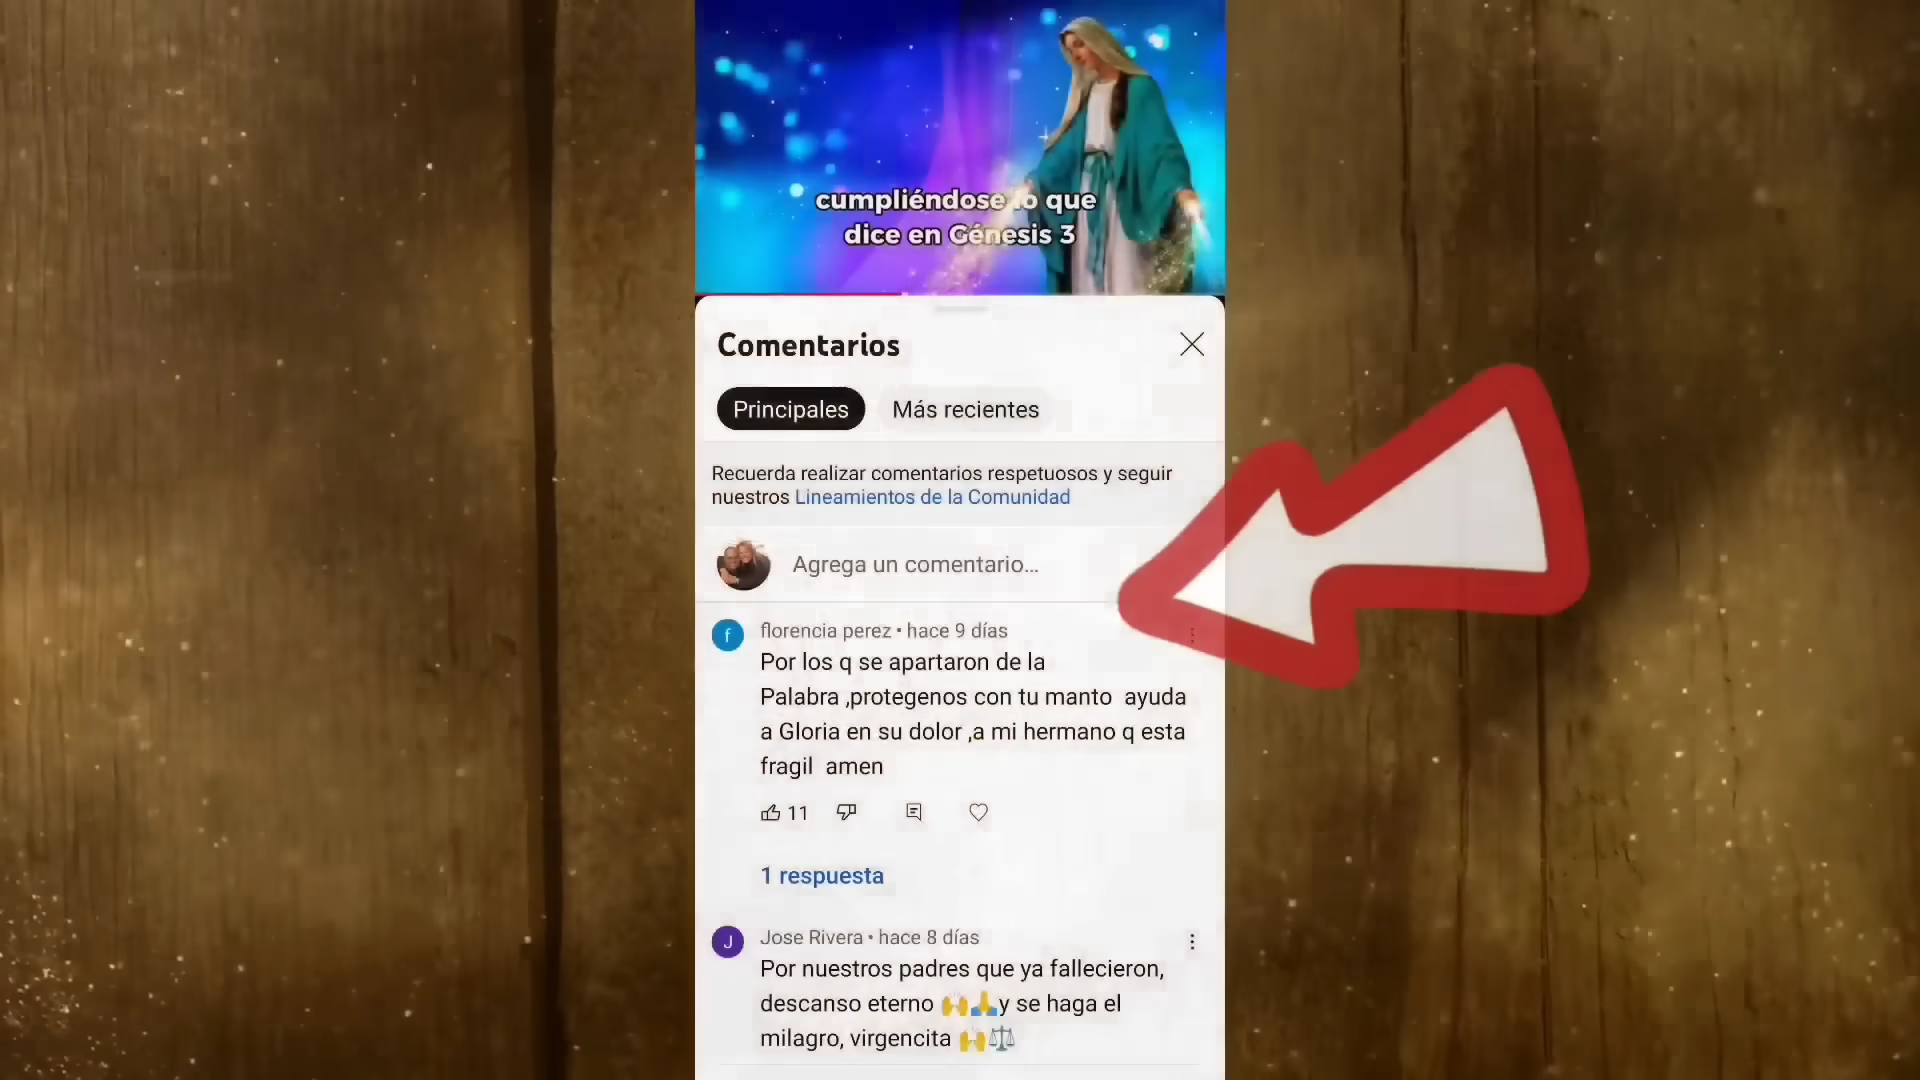 cumpliéndose lo que
dice en Génesis 3
Comentarios
Principales Más recientes
Recuerda realizar comentarios respetuosos y seguir
nuestros Lineamientos de la Comunidad
Agrega un comentario...
f florencia perez • hace 9 días
Por los q se apartaron de la
Palabra ,protegenos con tu manto ayuda
a Gloria en su dolor ,a mi hermano q esta
fragil amen
11
1 respuesta
J Jose Rivera • hace 8 días
Por nuestros padres que ya fallecieron,
descanso eterno 🙌🙏y se haga el
milagro, virgencita 🙌⚖️